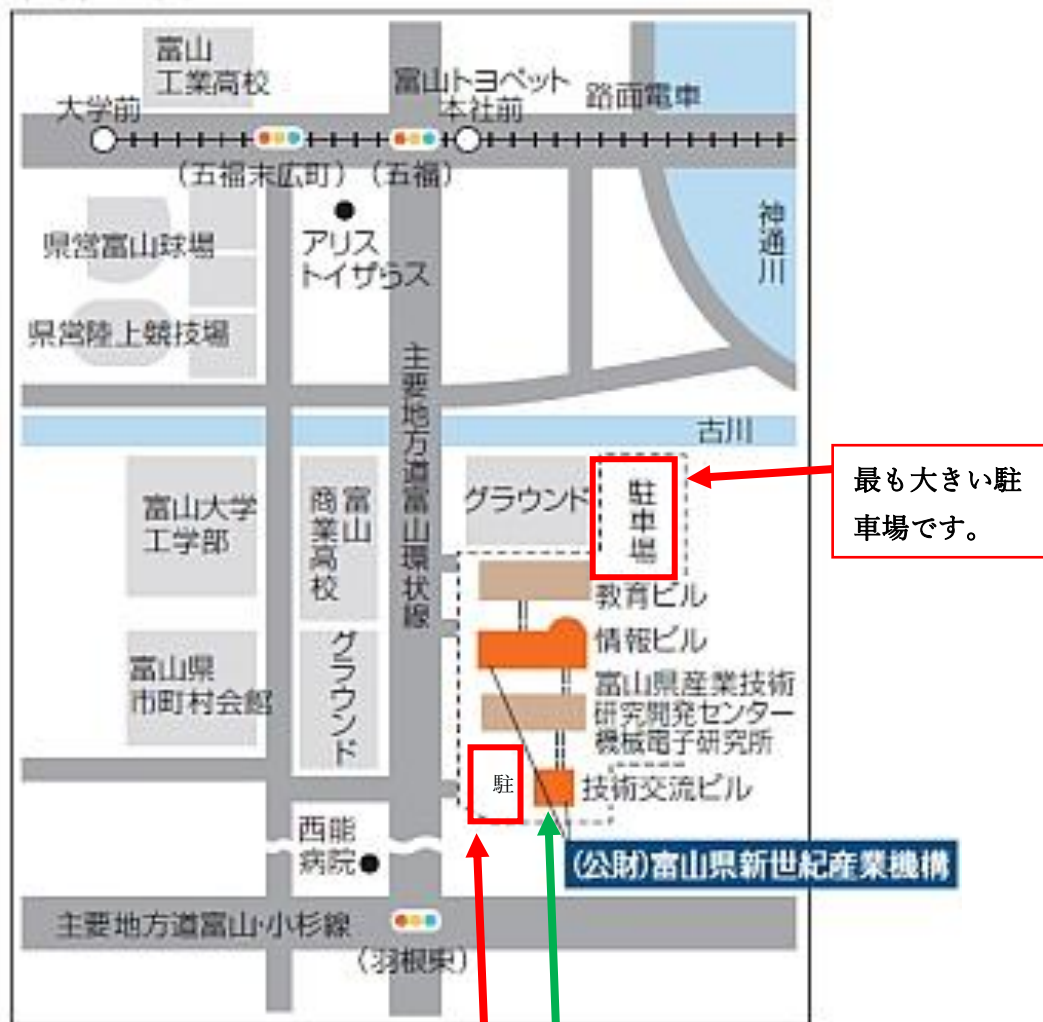 富山
工業高校
富山トヨペット
本社前
路面電車
大学前
(五福末広町)
(五福)
神通川
県営富山球場
アリス
トイザらス
県営陸上競技場
主要地方道富山環状線
古川
最も大きい駐
車場です。
富山大学
工学部
富山
商業高校
グラウンド
駐車場
教育ビル
情報ビル
富山県
市町村会館
グラウンド
富山県産業技術
研究開発センター
機械電子研究所
駐
技術交流ビル
西能
病院
(公財)富山県新世紀産業機構
主要地方道富山・小杉線
(羽根東)